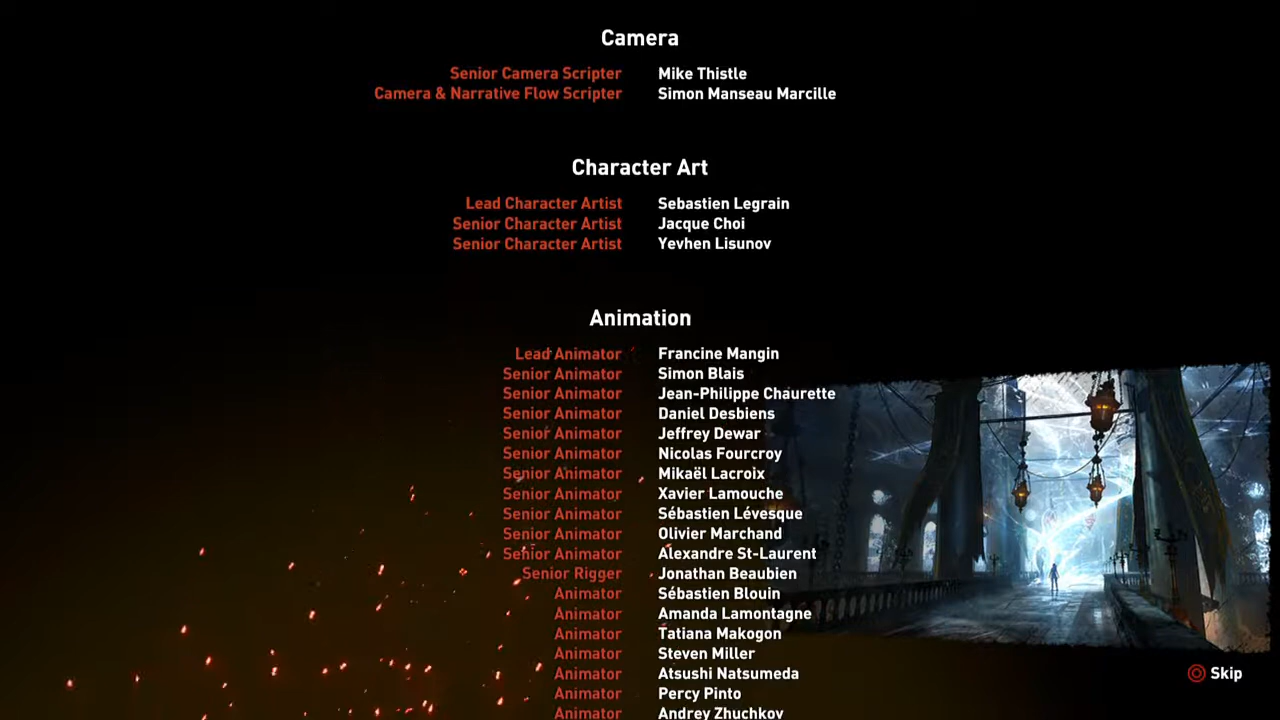 Camera
Senior Camera Scripter Mike Thistle
Camera & Narrative Flow Scripter Simon Manseau Marcille
Character Art
Lead Character Artist Sebastien Legrain
Senior Character Artist Jacque Choi
Senior Character Artist Yevhen Lisunov
Animation
Lead Animator Francine Mangin
Senior Animator Simon Blais
Senior Animator Jean-Philippe Chaurette
Senior Animator Daniel Desbiens
Senior Animator Jeffrey Dewar
Senior Animator Nicolas Fourcroy
Senior Animator Mikaël Lacroix
Senior Animator Xavier Lamouche
Senior Animator Sébastien Lévesque
Senior Animator Olivier Marchand
Senior Animator Alexandre St-Laurent
Senior Rigger Jonathan Beaubien
Animator Sébastien Blouin
Animator Amanda Lamontagne
Animator Tatiana Makogon
Animator Steven Miller
Animator Atsushi Natsumeda
Animator Percy Pinto
Animator Andrey Zhuchkov
Skip